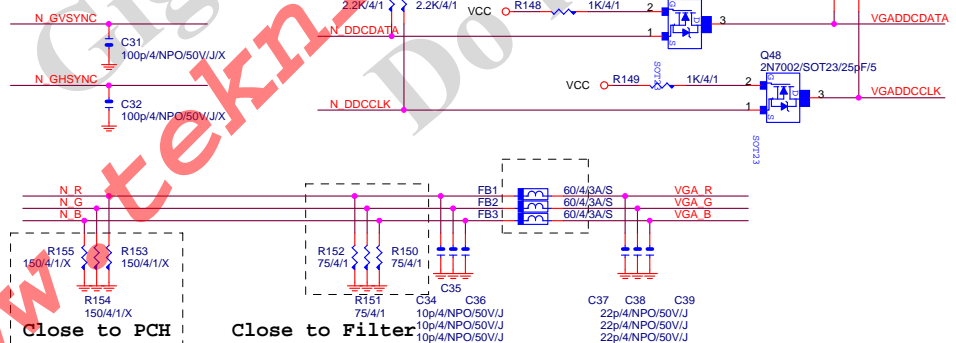 2.2K/4/1 2.2K/4/1 VCC R148 1K/4/1 2
N_GVSYNC VGADDCDATA
N_DDCDATA 1 3
G D S
C31
100p/4/NPO/50V/J/X
Q48
2N7002/SOT23/25pF/5
N_GHSYNC VCC R149 1K/4/1 2
VGADDCCLK
C32 N_DDCCLK 1 3
G D S
100p/4/NPO/50V/J/X
SOT23
N_R FB1 60/4/3A/S VGA_R
N_G FB2 60/4/3A/S VGA_G
N_B FB3 60/4/3A/S VGA_B
R155 R153 R152 R150
150/4/1/X 150/4/1/X 75/4/1 75/4/1
C35
R154 R151 C34 C36 C37 C38 C39
150/4/1/X 75/4/1 10p/4/NPO/50V/J 22p/4/NPO/50V/J
10p/4/NPO/50V/J 22p/4/NPO/50V/J
Close to PCH Close to Filter 10p/4/NPO/50V/J 22p/4/NPO/50V/J
w tekn
Do